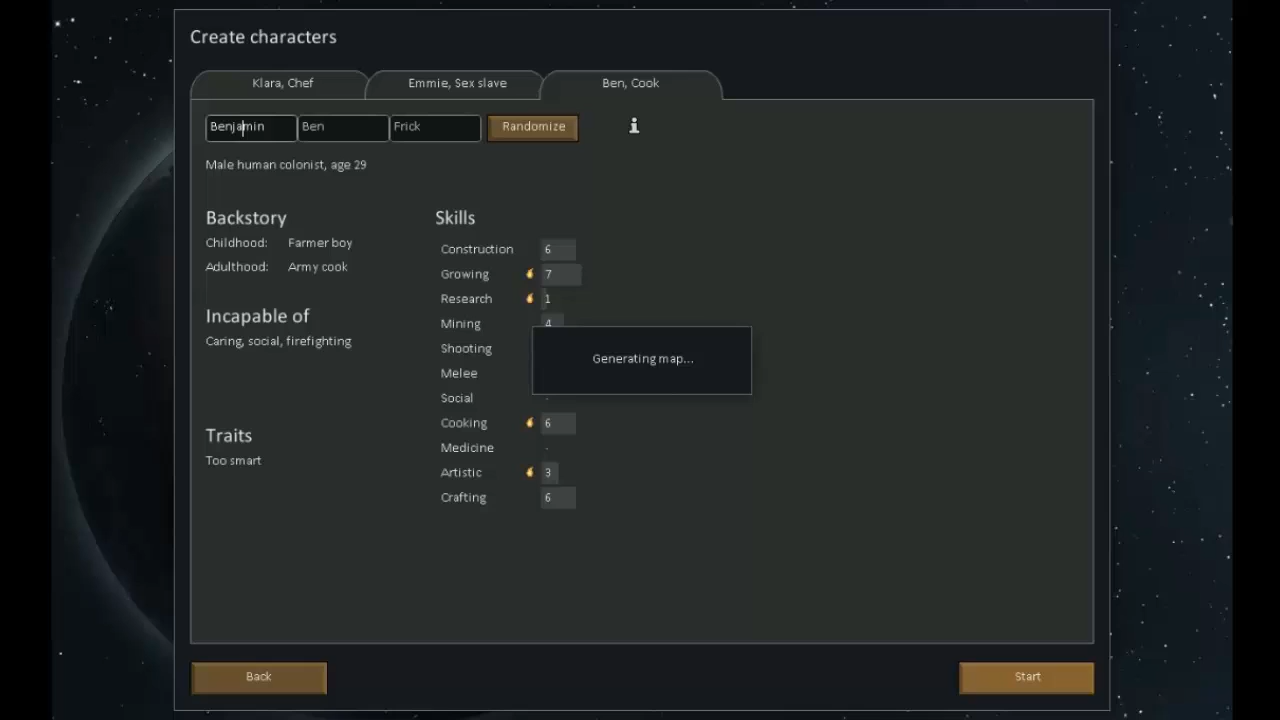 Create characters
Klara, Chef
Emmie, Sex slave
Ben, Cook
Benjamin
Ben
Frick
Randomize
i
Male human colonist, age 29
Backstory
Childhood: Farmer boy
Adulthood: Army cook
Incapable of
Caring, social, firefighting
Traits
Too smart
Skills
Construction 6
Growing 7
Research 1
Mining 4
Shooting
Melee
Social -
Cooking 6
Medicine -
Artistic 3
Crafting 6
Generating map...
Back
Start